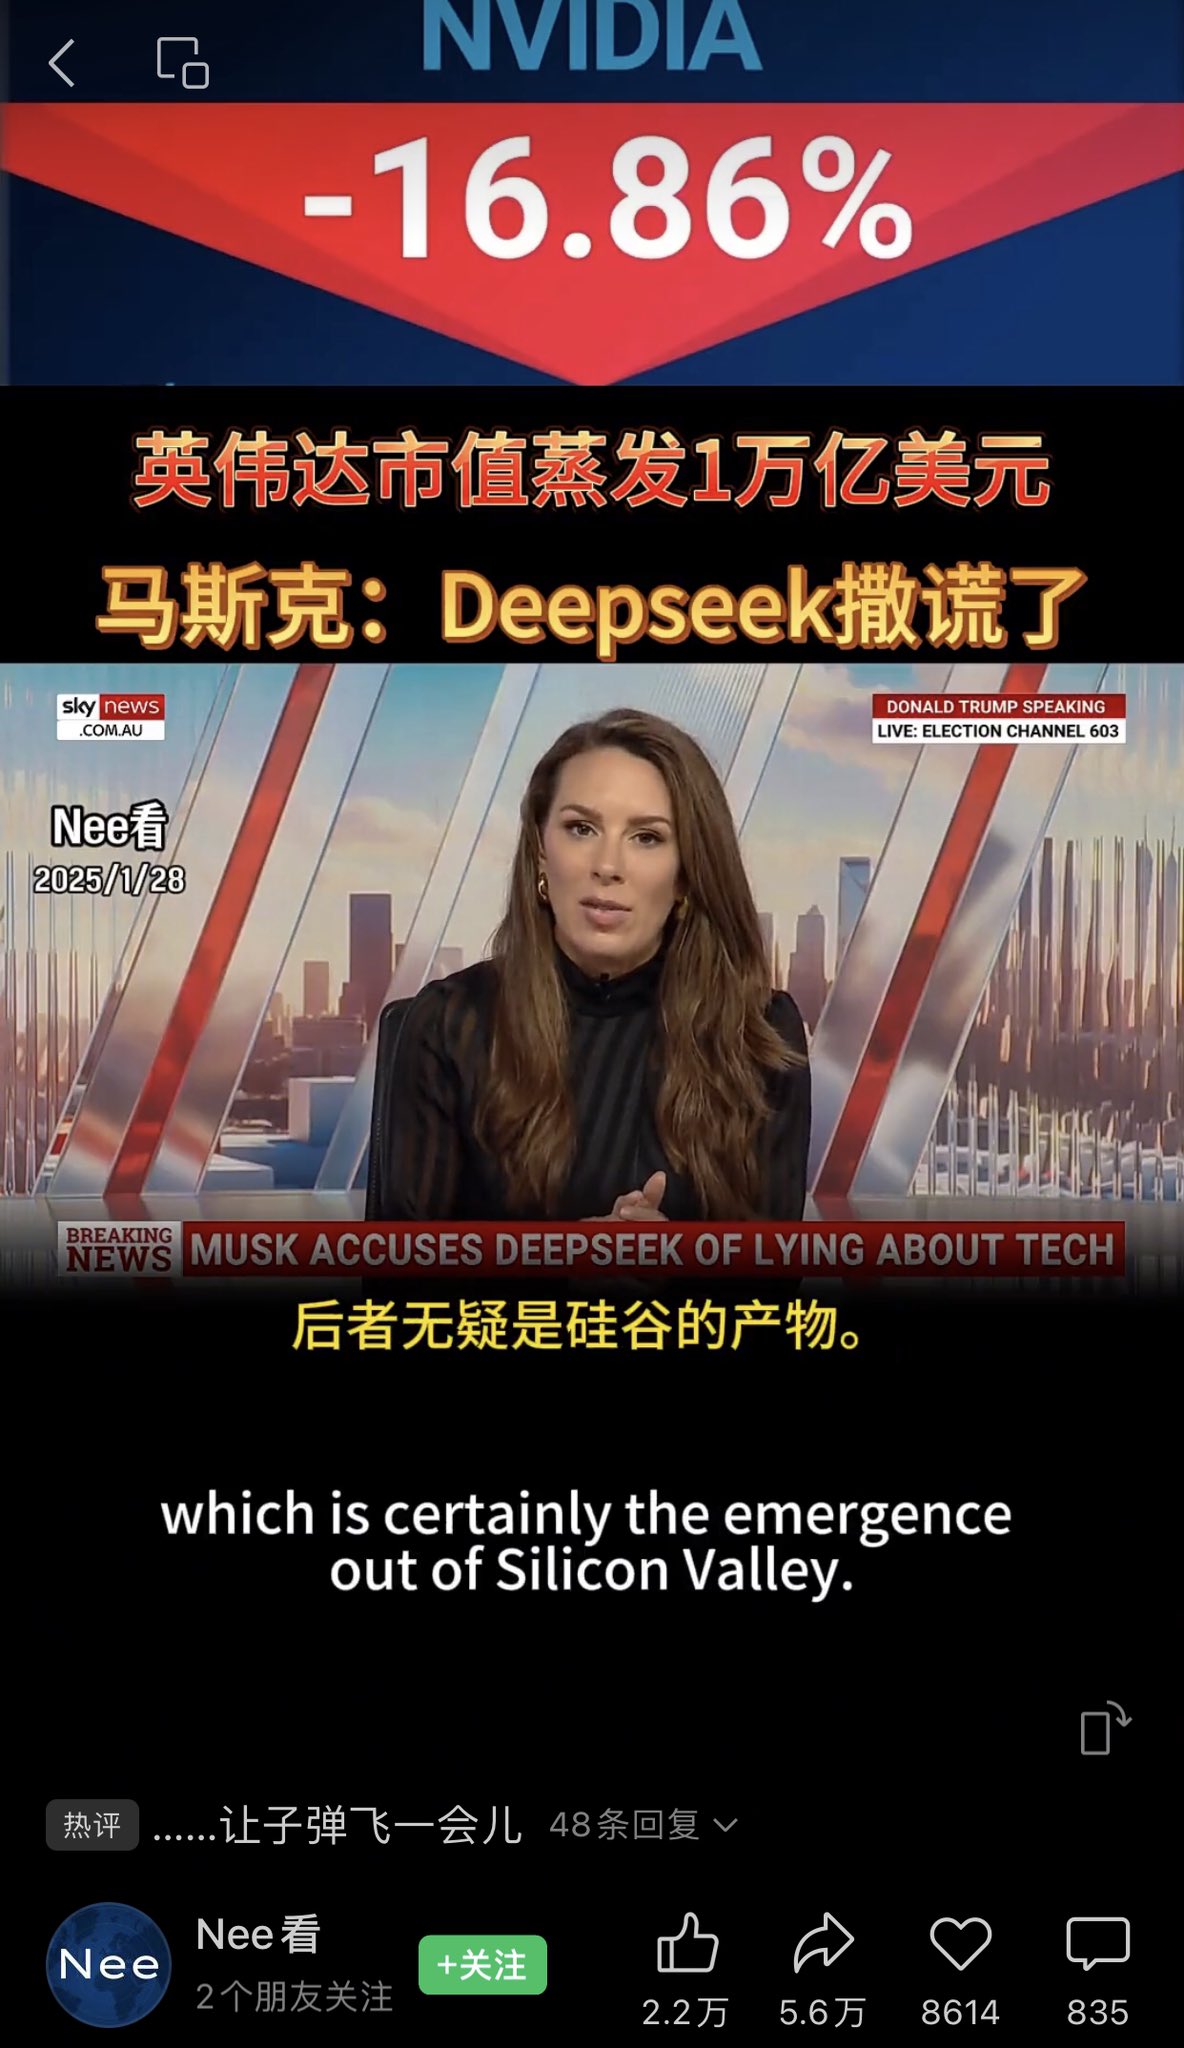 NVIDIA
-16.86%
英伟达市值蒸发1万亿美元
马斯克：Deepseek撒谎了
sky news
.COM.AU
DONALD TRUMP SPEAKING
LIVE: ELECTION CHANNEL 603
Nee看
2025/1/28
BREAKING
NEWS
MUSK ACCUSES DEEPSEEK OF LYING ABOUT TECH
后者无疑是硅谷的产物。
which is certainly the emergence
out of Silicon Valley.
热评 ......让子弹飞一会儿 48条回复
Nee
Nee看
2个朋友关注
+关注
2.2万 5.6万 8614 835